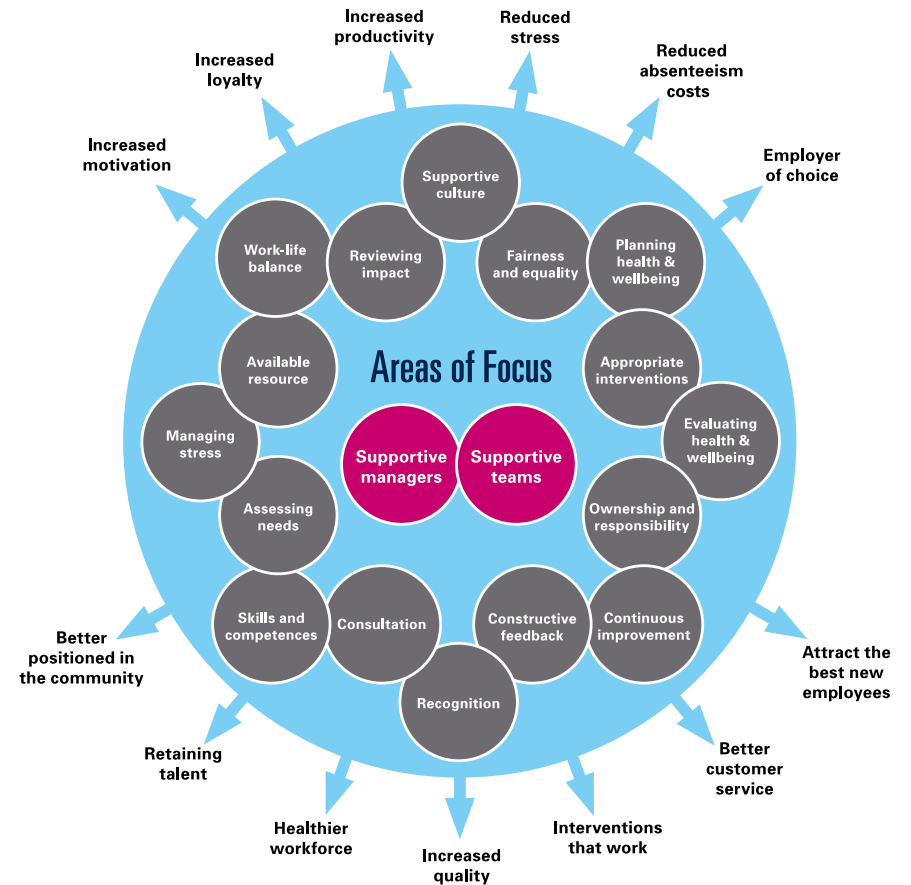 Increased
productivity
Reduced
stress
Increased
loyalty
Reduced
absenteeism
costs
Increased
motivation
Employer
of choice
Supportive
culture
Work-life
balance
Reviewing
impact
Fairness
and equality
Planning
health &
wellbeing
Available
resource
Areas of Focus
Appropriate
interventions
Managing
stress
Supportive
managers
Supportive
teams
Evaluating
health &
wellbeing
Assessing
needs
Ownership and
responsibility
Skills and
competences
Consultation
Constructive
feedback
Continuous
improvement
Recognition
Better
positioned in
the community
Attract the
best new
employees
Retaining
talent
Better
customer
service
Healthier
workforce
Increased
quality
Interventions
that work